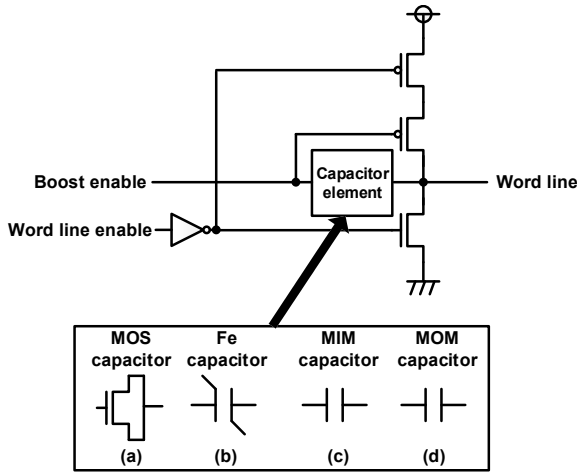 Boost enable
Capacitor
element
Word line
Word line enable
MOS
capacitor
Fe
capacitor
MIM
capacitor
MOM
capacitor
(a)
(b)
(c)
(d)